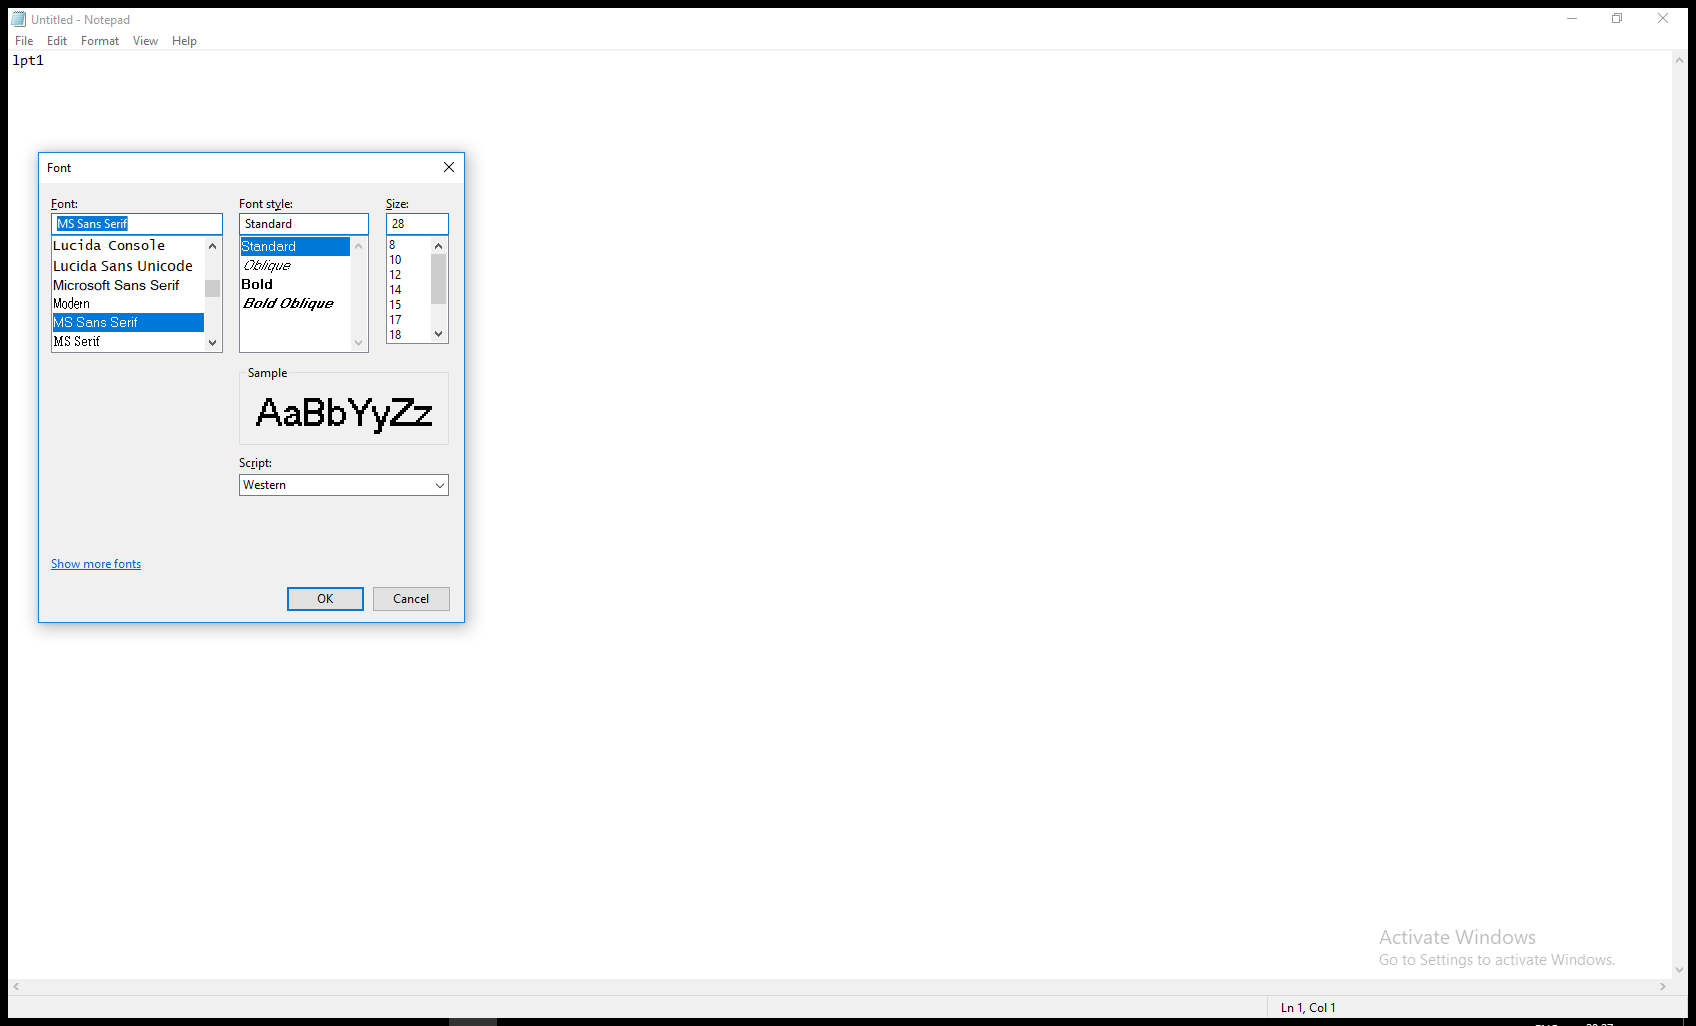 Untitled - Notepad
File Edit Format View Help
lpt1
Font
Font: Font style: Size:
MS Sans Serif Standard 28
Lucida Console
Lucida Sans Unicode
Microsoft Sans Serif
Modern
MS Sans Serif
MS Serif
Standard
Oblique
Bold
Bold Oblique
8
10
12
14
15
17
18
Sample
AaBbYyZz
Script:
Western
Show more fonts
OK Cancel
Activate Windows
Go to Settings to activate Windows.
Ln 1, Col 1